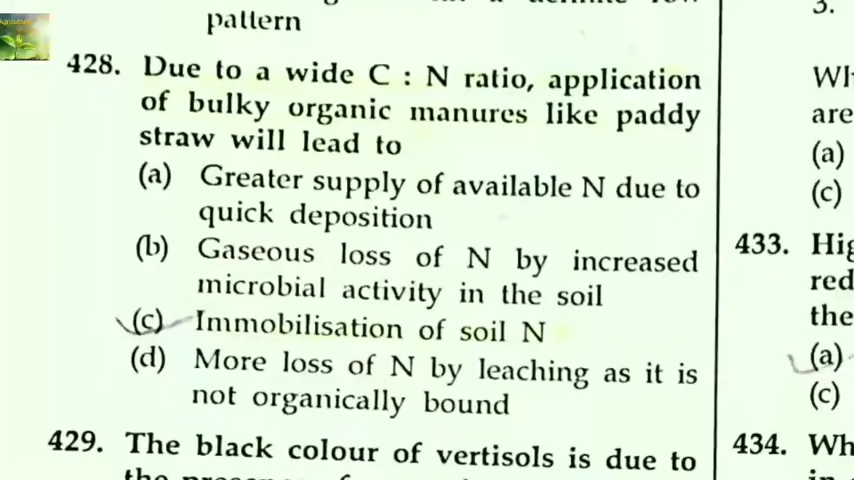 Agriculture
pattern
428. Due to a wide C : N ratio, application
of bulky organic manures like paddy
straw will lead to
(a) Greater supply of available N due to
quick deposition
(b) Gaseous loss of N by increased
microbial activity in the soil
(c) Immobilisation of soil N
(d) More loss of N by leaching as it is
not organically bound
429. The black colour of vertisols is due to
3.
are
(a)
(c)
433.
red
the
(a)
(c)
434.